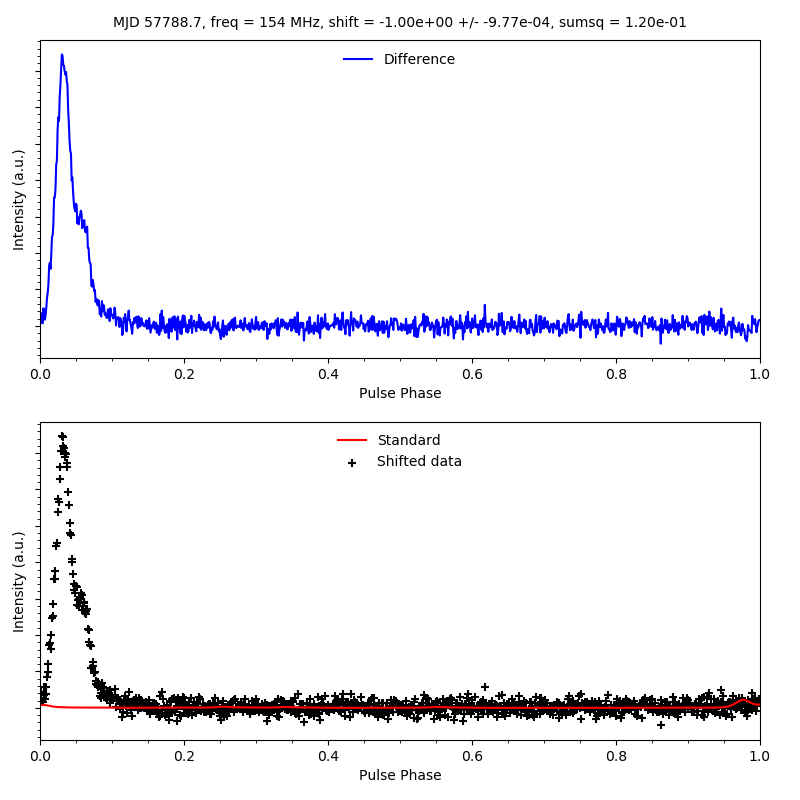 MJD 57788.7, freq = 154 MHz, shift = -1.00e+00 +/- -9.77e-04, sumsq = 1.20e-01
Difference
Intensity (a.u.)
0.0 0.2 0.4 0.6 0.8 1.0
Pulse Phase
Standard
Shifted data
Intensity (a.u.)
0.0 0.2 0.4 0.6 0.8 1.0
Pulse Phase